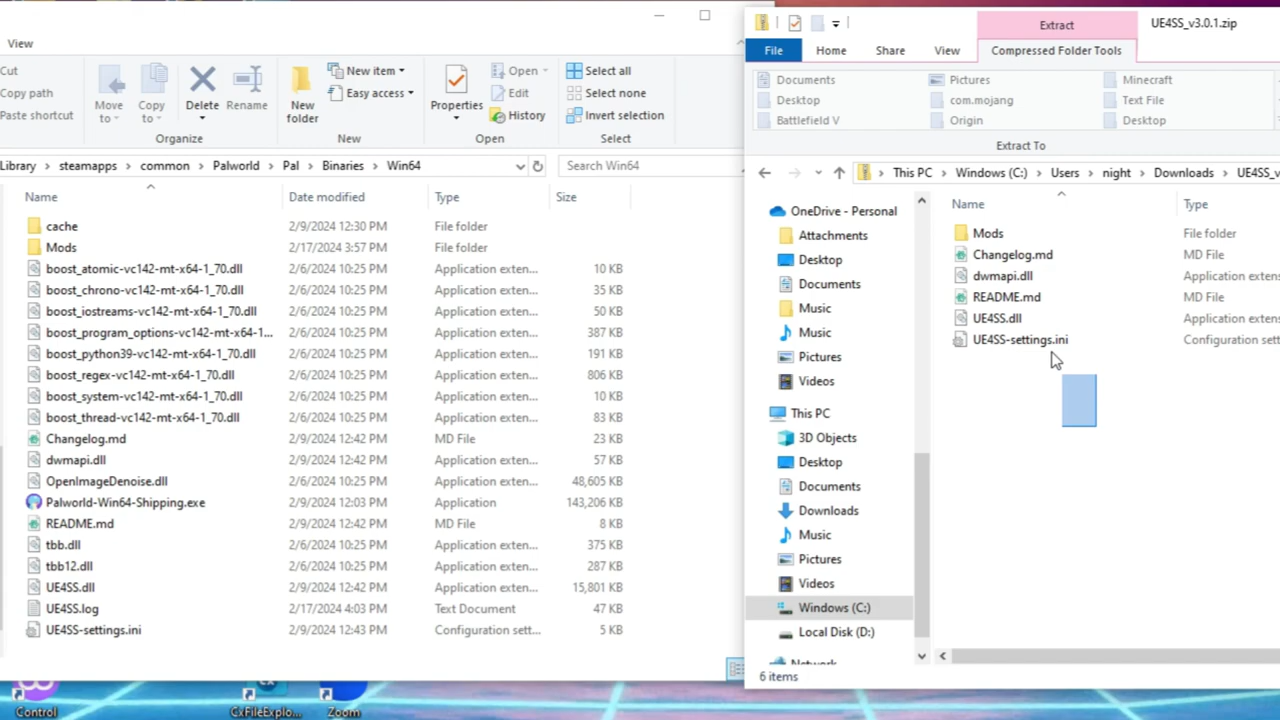 View
Cut
Copy path
Paste shortcut
Move to
Copy to
Delete
Rename
Organize
New folder
New item
Easy access
New
Properties
Open
Edit
History
Open
Select all
Select none
Invert selection
Select
Library > steamapps > common > Palworld > Pal > Binaries > Win64
Search Win64
Name Date modified Type Size
cache 2/9/2024 12:30 PM File folder
Mods 2/17/2024 3:57 PM File folder
boost_atomic-vc142-mt-x64-1_70.dll 2/6/2024 10:25 PM Application exten... 10 KB
boost_chrono-vc142-mt-x64-1_70.dll 2/6/2024 10:25 PM Application exten... 35 KB
boost_iostreams-vc142-mt-x64-1_70.dll 2/6/2024 10:25 PM Application exten... 50 KB
boost_program_options-vc142-mt-x64-1... 2/6/2024 10:25 PM Application exten... 387 KB
boost_python39-vc142-mt-x64-1_70.dll 2/6/2024 10:25 PM Application exten... 191 KB
boost_regex-vc142-mt-x64-1_70.dll 2/6/2024 10:25 PM Application exten... 806 KB
boost_system-vc142-mt-x64-1_70.dll 2/6/2024 10:25 PM Application exten... 42 KB
boost_thread-vc142-mt-x64-1_70.dll 2/6/2024 10:25 PM Application exten... 83 KB
Changelog.md 2/9/2024 12:42 PM MD File 23 KB
dwmapi.dll 2/9/2024 12:42 PM Application exten... 57 KB
OpenImageDenoise.dll 2/6/2024 10:25 PM Application exten... 48,605 KB
Palworld-Win64-Shipping.exe 2/9/2024 12:03 PM Application 143,206 KB
README.md 2/9/2024 12:42 PM MD File 8 KB
tbb.dll 2/6/2024 10:25 PM Application exten... 375 KB
tbb12.dll 2/6/2024 10:25 PM Application exten... 287 KB
UE4SS.dll 2/9/2024 12:42 PM Application exten... 15,801 KB
UE4SS.log 2/17/2024 4:03 PM Text Document 47 KB
UE4SS-settings.ini 2/9/2024 12:43 PM Configuration sett... 5 KB
Control
CxFileExplo...
Zoom
Extract
UE4SS_v3.0.1.zip
File Home Share View Compressed Folder Tools
Documents Pictures Minecraft
Desktop com.mojang Text File
Battlefield V Origin Desktop
Extract To
This PC > Windows (C:) > Users > night > Downloads > UE4SS_v
Name Type
OneDrive - Personal
Attachments
Desktop
Documents
Music
Music
Pictures
Videos
This PC
3D Objects
Desktop
Documents
Downloads
Music
Pictures
Videos
Windows (C:)
Local Disk (D:)
Network
Mods File folder
Changelog.md MD File
dwmapi.dll Application extens
README.md MD File
UE4SS.dll Application extens
UE4SS-settings.ini Configuration sett
6 items